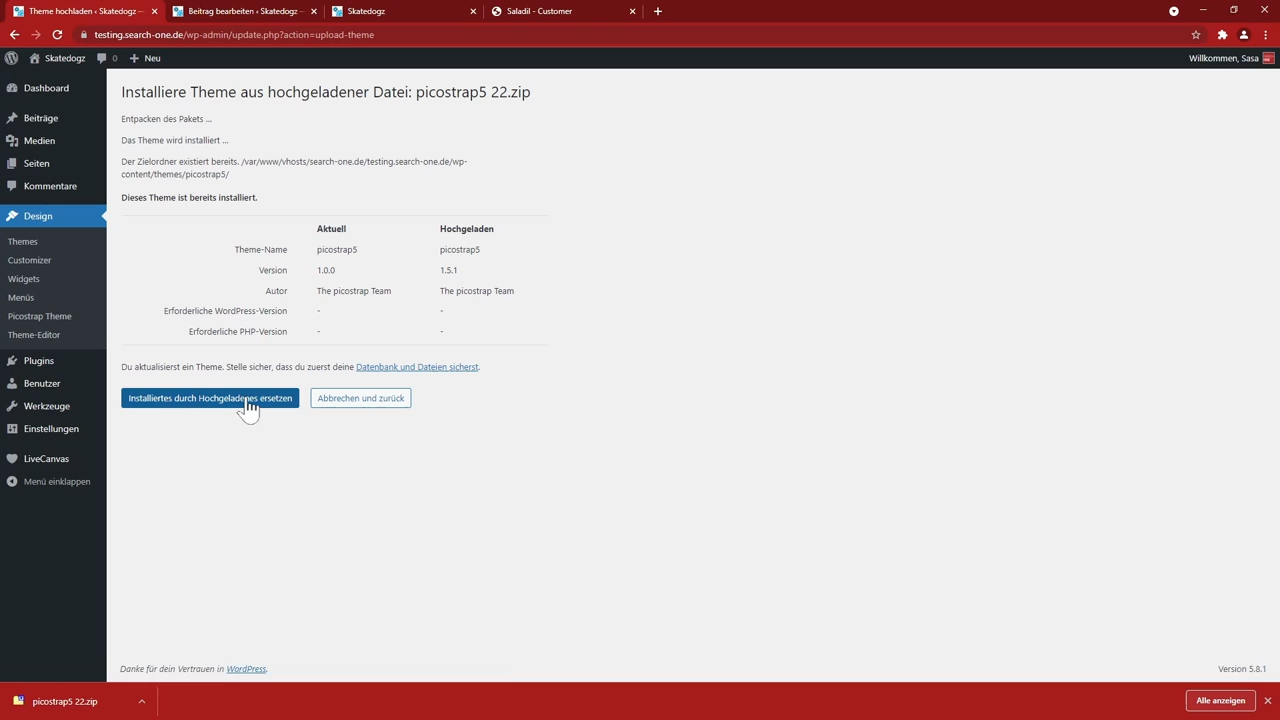 Theme hochladen ‹ Skatedogz —
Beitrag bearbeiten ‹ Skatedogz —
Skatedogz
Saladil - Customer
testing.search-one.de/wp-admin/update.php?action=upload-theme
Skatedogz
0
Neu
Willkommen, Sasa
Dashboard
Beiträge
Medien
Seiten
Kommentare
Design
Themes
Customizer
Widgets
Menüs
Picostrap Theme
Theme-Editor
Plugins
Benutzer
Werkzeuge
Einstellungen
LiveCanvas
Menü einklappen
Installiere Theme aus hochgeladener Datei: picostrap5 22.zip
Entpacken des Pakets …
Das Theme wird installiert …
Der Zielordner existiert bereits. /var/www/vhosts/search-one.de/testing.search-one.de/wp-
content/themes/picostrap5/
Dieses Theme ist bereits installiert.
Aktuell Hochgeladen
Theme-Name picostrap5 picostrap5
Version 1.0.0 1.5.1
Autor The picostrap Team The picostrap Team
Erforderliche WordPress-Version - -
Erforderliche PHP-Version - -
Du aktualisierst ein Theme. Stelle sicher, dass du zuerst deine Datenbank und Dateien sicherst.
Installiertes durch Hochgeladenes ersetzen
Abbrechen und zurück
Danke für dein Vertrauen in WordPress.
Version 5.8.1
picostrap5 22.zip
Alle anzeigen